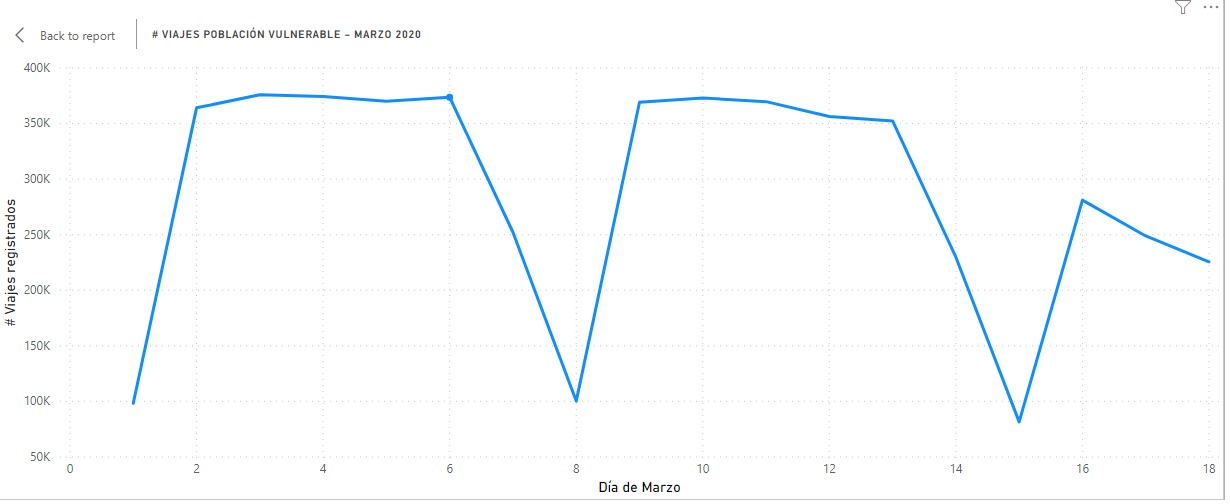 Back to report
# VIAJES POBLACIÓN VULNERABLE – MARZO 2020
400K
350K
300K
250K
200K
150K
100K
50K
# Viajes registrados
0 2 4 6 8 10 12 14 16 18
Día de Marzo